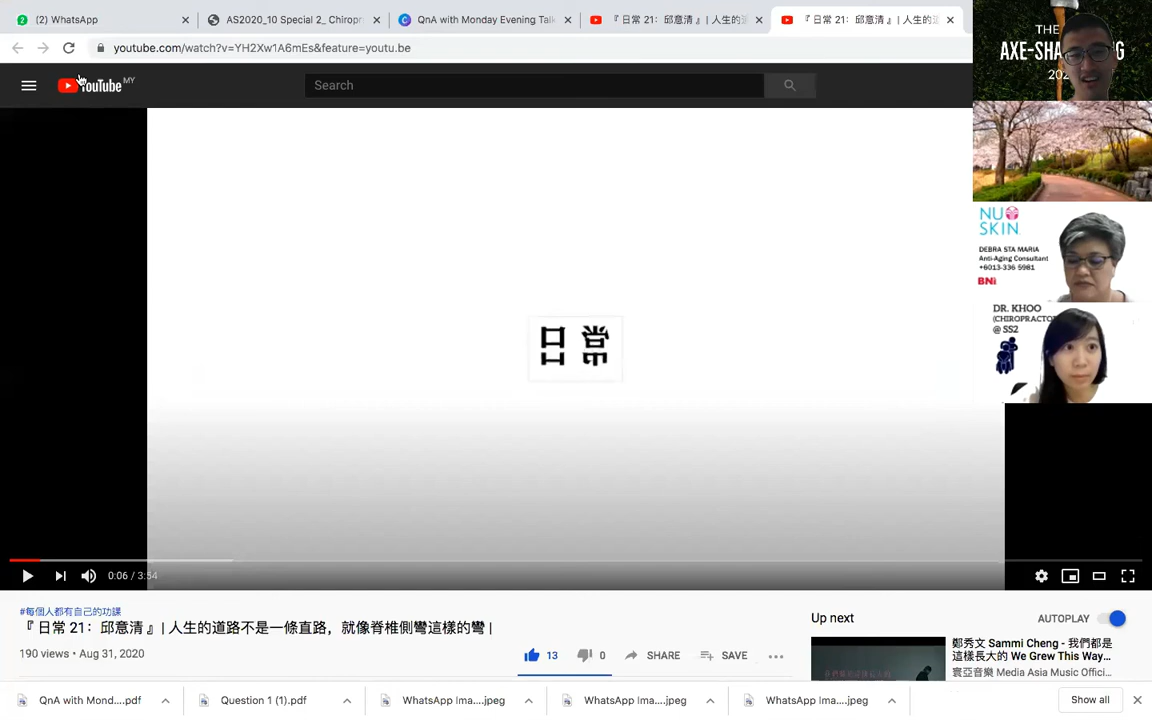 (2) WhatsApp
AS2020_10 Special 2_ Chiropr
QnA with Monday Evening Talk
『 日常 21：邱意清 』| 人生的道
『 日常 21：邱意清 』| 人生的道
youtube.com/watch?v=YH2Xw1A6mEs&feature=youtu.be
YouTube MY
Search
THE
AXE-SHA
G
202
NU SKIN
DEBRA STA MARIA
Anti-Aging Consultant
+6013-336 5981
BNI
DR. KHOO
(CHIROPRACTO
@ SS2
日常
0:06 / 3:54
#每個人都有自己的功課
『 日常 21：邱意清 』| 人生的道路不是一條直路，就像脊椎側彎這樣的彎 |
190 views • Aug 31, 2020
13
0
SHARE
SAVE
Up next
AUTOPLAY
鄭秀文 Sammi Cheng - 我們都是
這樣長大的 We Grew This Way...
寰亞音樂 Media Asia Music Offici...
QnA with Mond....pdf
Question 1 (1).pdf
WhatsApp Ima....jpeg
WhatsApp Ima....jpeg
WhatsApp Ima....jpeg
Show all